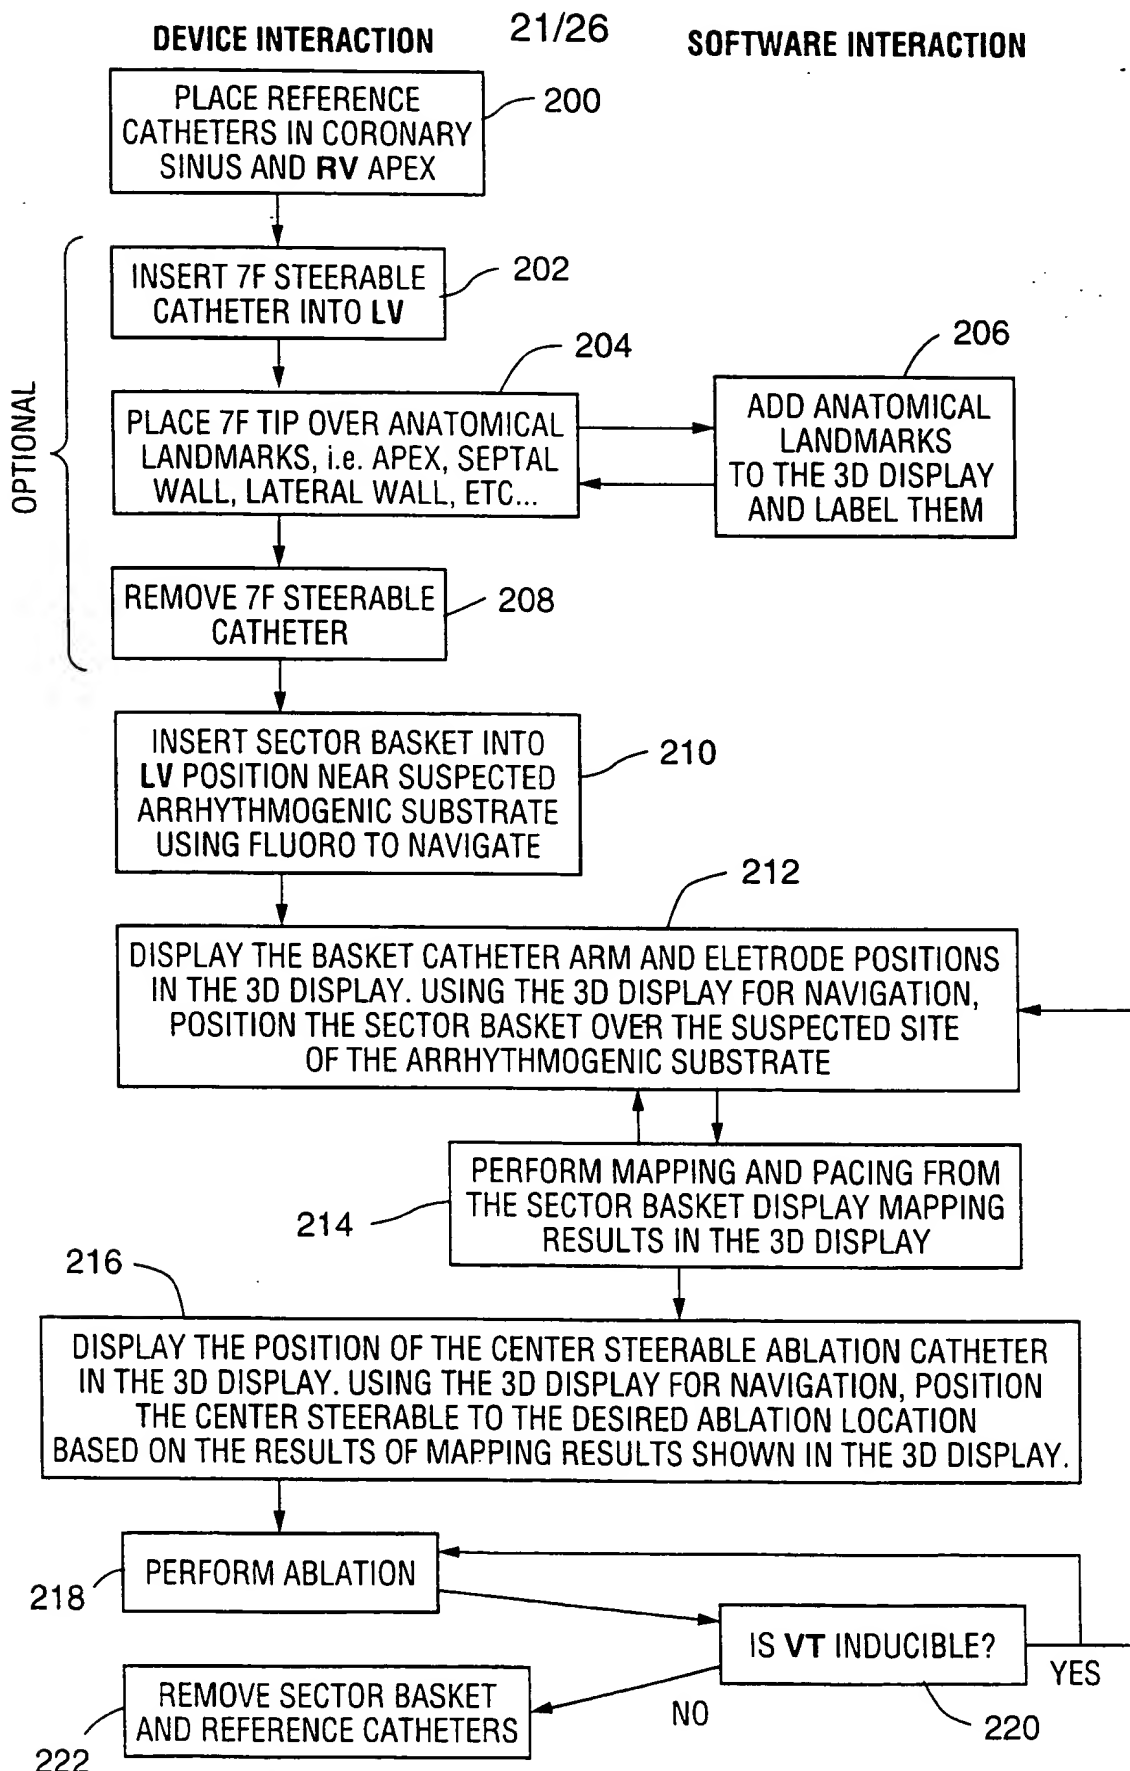 21/26
DEVICE INTERACTION
SOFTWARE INTERACTION
PLACE REFERENCE
CATHETERS IN CORONARY
SINUS AND RV APEX
200
INSERT 7F STEERABLE
CATHETER INTO LV
202
OPTIONAL
PLACE 7F TIP OVER ANATOMICAL
LANDMARKS, i.e. APEX, SEPTAL
WALL, LATERAL WALL, ETC...
204
ADD ANATOMICAL
LANDMARKS
TO THE 3D DISPLAY
AND LABEL THEM
206
REMOVE 7F STEERABLE
CATHETER
208
INSERT SECTOR BASKET INTO
LV POSITION NEAR SUSPECTED
ARRHYTHMOGENIC SUBSTRATE
USING FLUORO TO NAVIGATE
210
212
DISPLAY THE BASKET CATHETER ARM AND ELETRODE POSITIONS
IN THE 3D DISPLAY. USING THE 3D DISPLAY FOR NAVIGATION,
POSITION THE SECTOR BASKET OVER THE SUSPECTED SITE
OF THE ARRHYTHMOGENIC SUBSTRATE
PERFORM MAPPING AND PACING FROM
THE SECTOR BASKET DISPLAY MAPPING
RESULTS IN THE 3D DISPLAY
214
216
DISPLAY THE POSITION OF THE CENTER STEERABLE ABLATION CATHETER
IN THE 3D DISPLAY. USING THE 3D DISPLAY FOR NAVIGATION, POSITION
THE CENTER STEERABLE TO THE DESIRED ABLATION LOCATION
BASED ON THE RESULTS OF MAPPING RESULTS SHOWN IN THE 3D DISPLAY.
PERFORM ABLATION
218
IS VT INDUCIBLE?
YES
NO
220
REMOVE SECTOR BASKET
AND REFERENCE CATHETERS
222